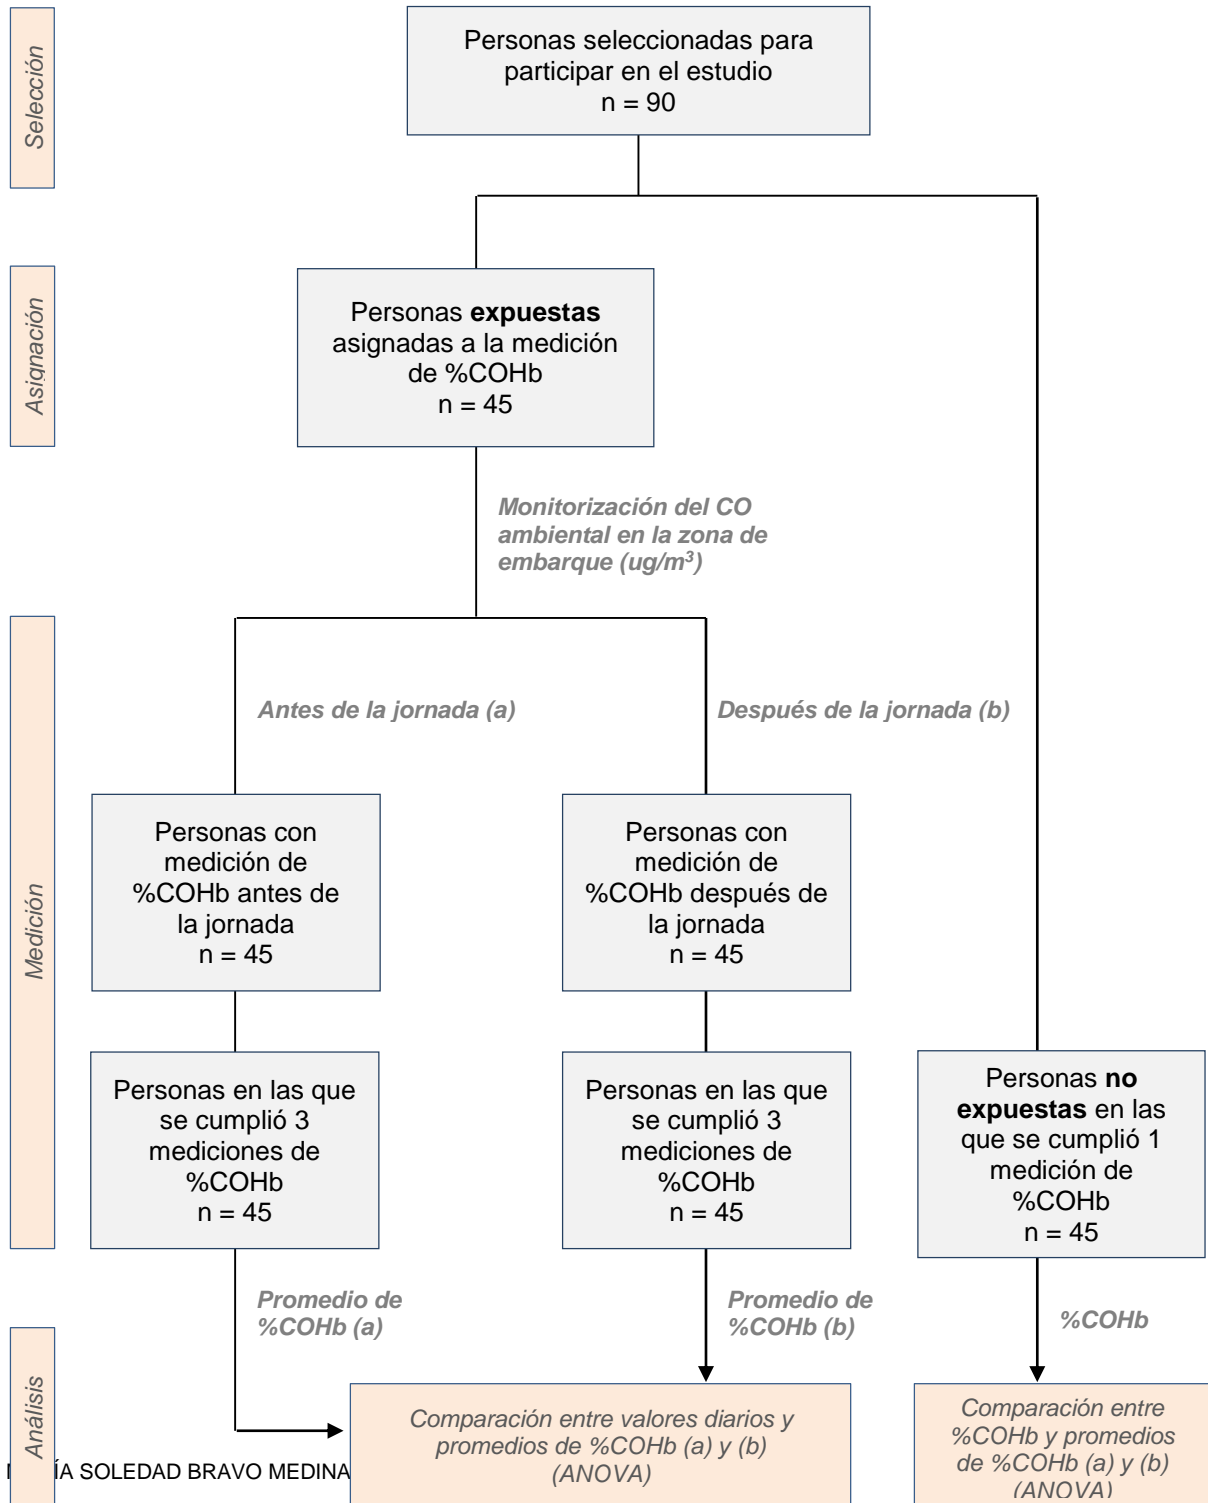 Selección
Personas seleccionadas para
participar en el estudio
n = 90
Asignación
Personas expuestas
asignadas a la medición
de %COHb
n = 45
Monitorización del CO
ambiental en la zona de
embarque (ug/m³)
Medición
Antes de la jornada (a)
Después de la jornada (b)
Personas con
medición de
%COHb antes de
la jornada
n = 45
Personas con
medición de
%COHb después de
la jornada
n = 45
Personas en las que
se cumplió 3
mediciones de
%COHb
n = 45
Personas en las que
se cumplió 3
mediciones de
%COHb
n = 45
Personas no
expuestas en las
que se cumplió 1
medición de
%COHb
n = 45
Promedio de
%COHb (a)
Promedio de
%COHb (b)
%COHb
Análisis
Comparación entre valores diarios y
promedios de %COHb (a) y (b)
(ANOVA)
Comparación entre
%COHb y promedios
de %COHb (a) y (b)
(ANOVA)
SOLEDAD BRAVO MEDINA